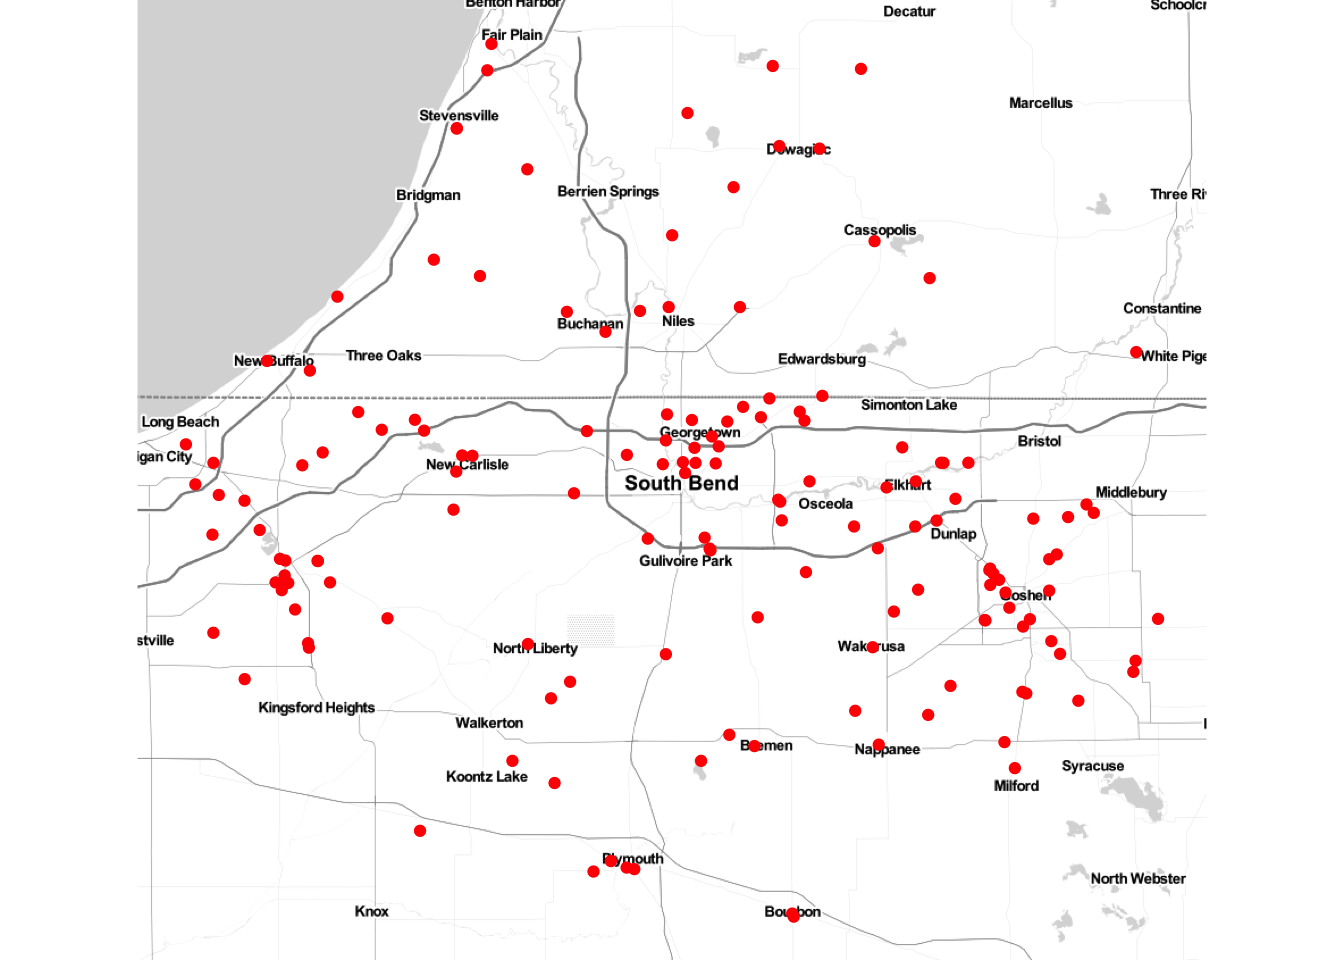 Benton Harbor
Schoolcr
Decatur
Fair Plain
Marcellus
Stevensville
Dowagiac
Berrien Springs
Bridgman
Three Ri
Cassopolis
Constantine
Niles
Buchanan
Three Oaks
White Pige
Edwardsburg
New Buffalo
Simonton Lake
Long Beach
Georgetown
Bristol
igan City
New Carlisle
South Bend
Elkhart
Middlebury
Osceola
Dunlap
Gulivoire Park
Goshen
stville
North Liberty
Wakarusa
Kingsford Heights
Walkerton
Bremen
Nappanee
Syracuse
Koontz Lake
Milford
Plymouth
North Webster
Knox
Bourbon